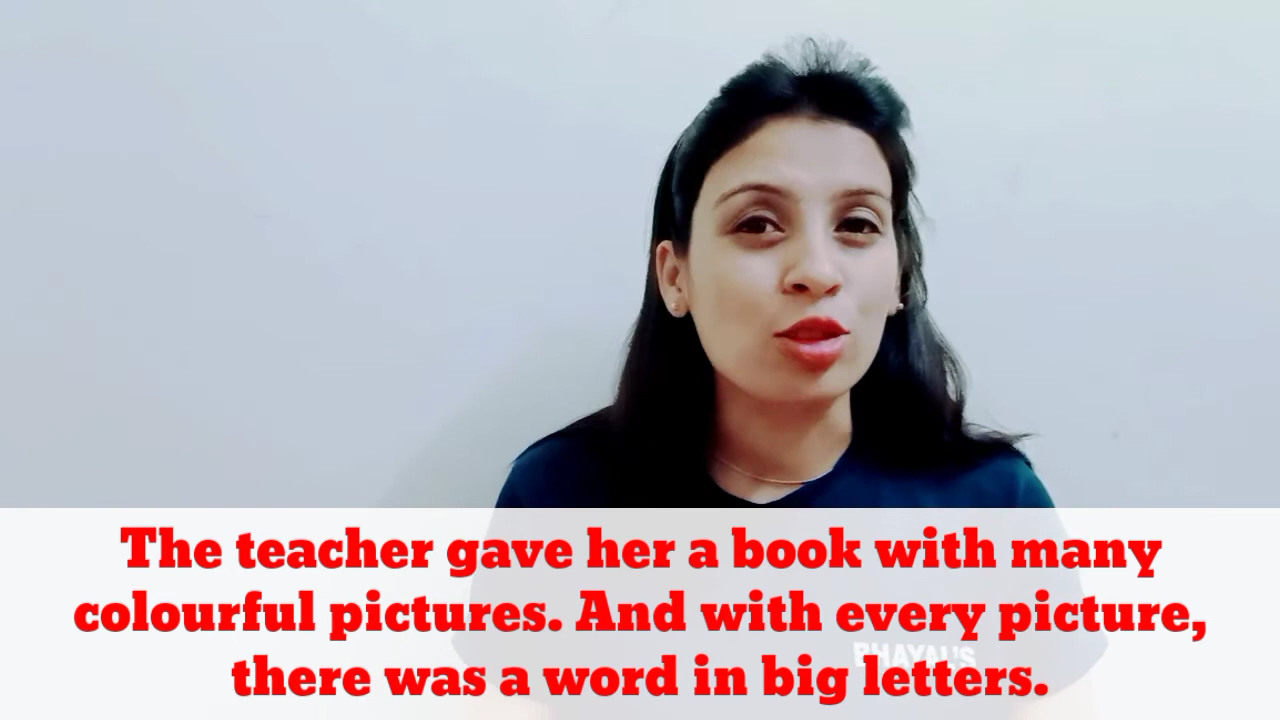 The teacher gave her a book with many
colourful pictures. And with every picture,
there was a word in big letters.
BHAYAL'S